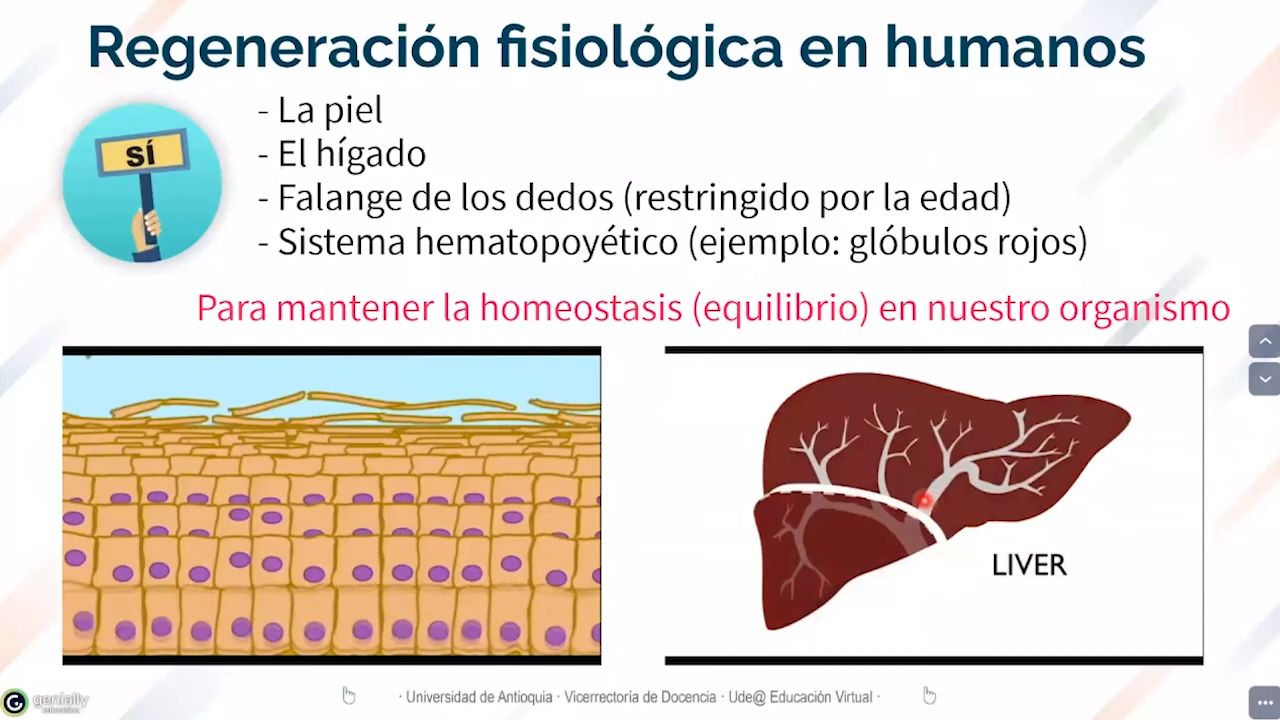 Regeneración fisiológica en humanos
SÍ
- La piel
- El hígado
- Falange de los dedos (restringido por la edad)
- Sistema hematopoyético (ejemplo: glóbulos rojos)
Para mantener la homeostasis (equilibrio) en nuestro organismo
LIVER
G genially
· Universidad de Antioquia · Vicerrectoría de Docencia · Ude@ Educación Virtual ·